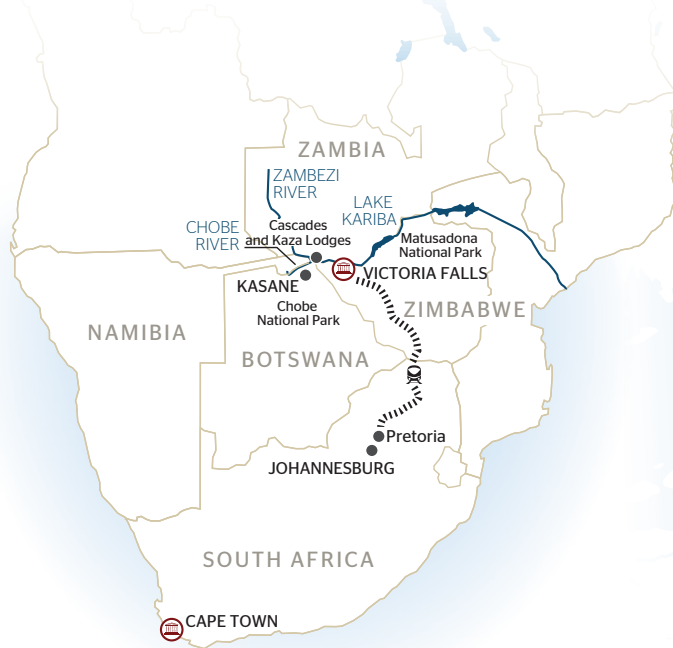 ZAMBIA
ZAMBEZI
RIVER
LAKE
KARIBA
CHOBE
RIVER
Cascades
and Kaza Lodges
Matusadona
National Park
VICTORIA FALLS
KASANE
Chobe
National Park
ZIMBABWE
NAMIBIA
BOTSWANA
Pretoria
JOHANNESBURG
SOUTH AFRICA
CAPE TOWN